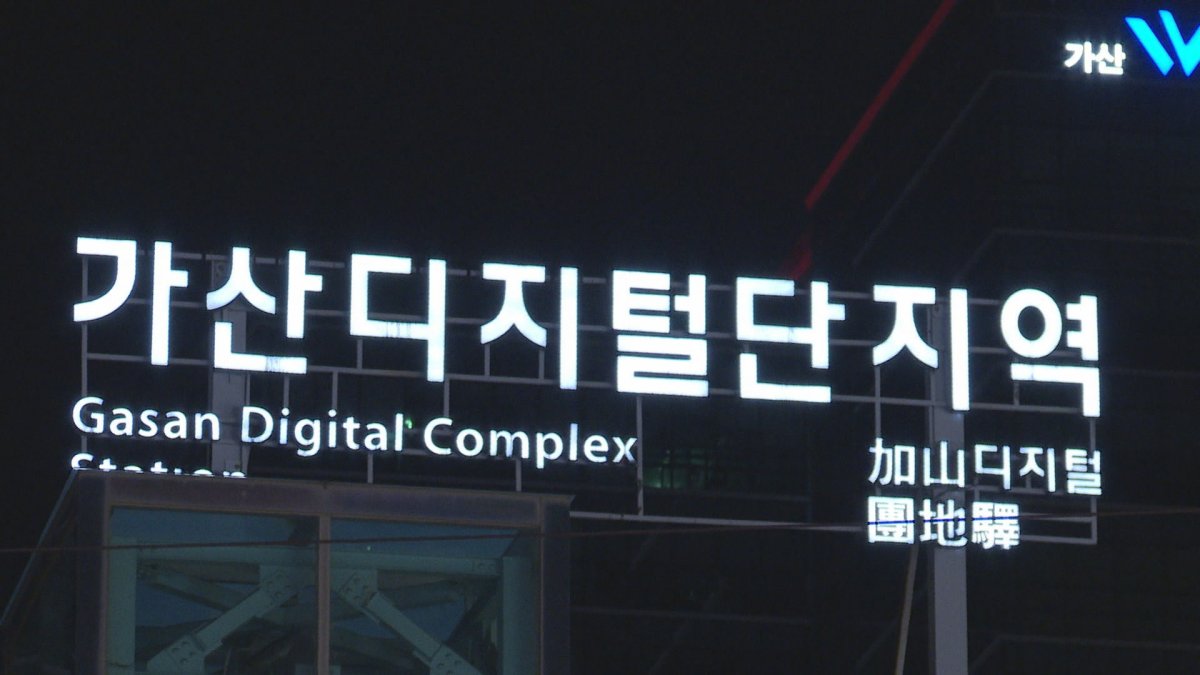 가산
가산디지털단지역
Gasan Digital Complex
Station
加山디지털
團地驛